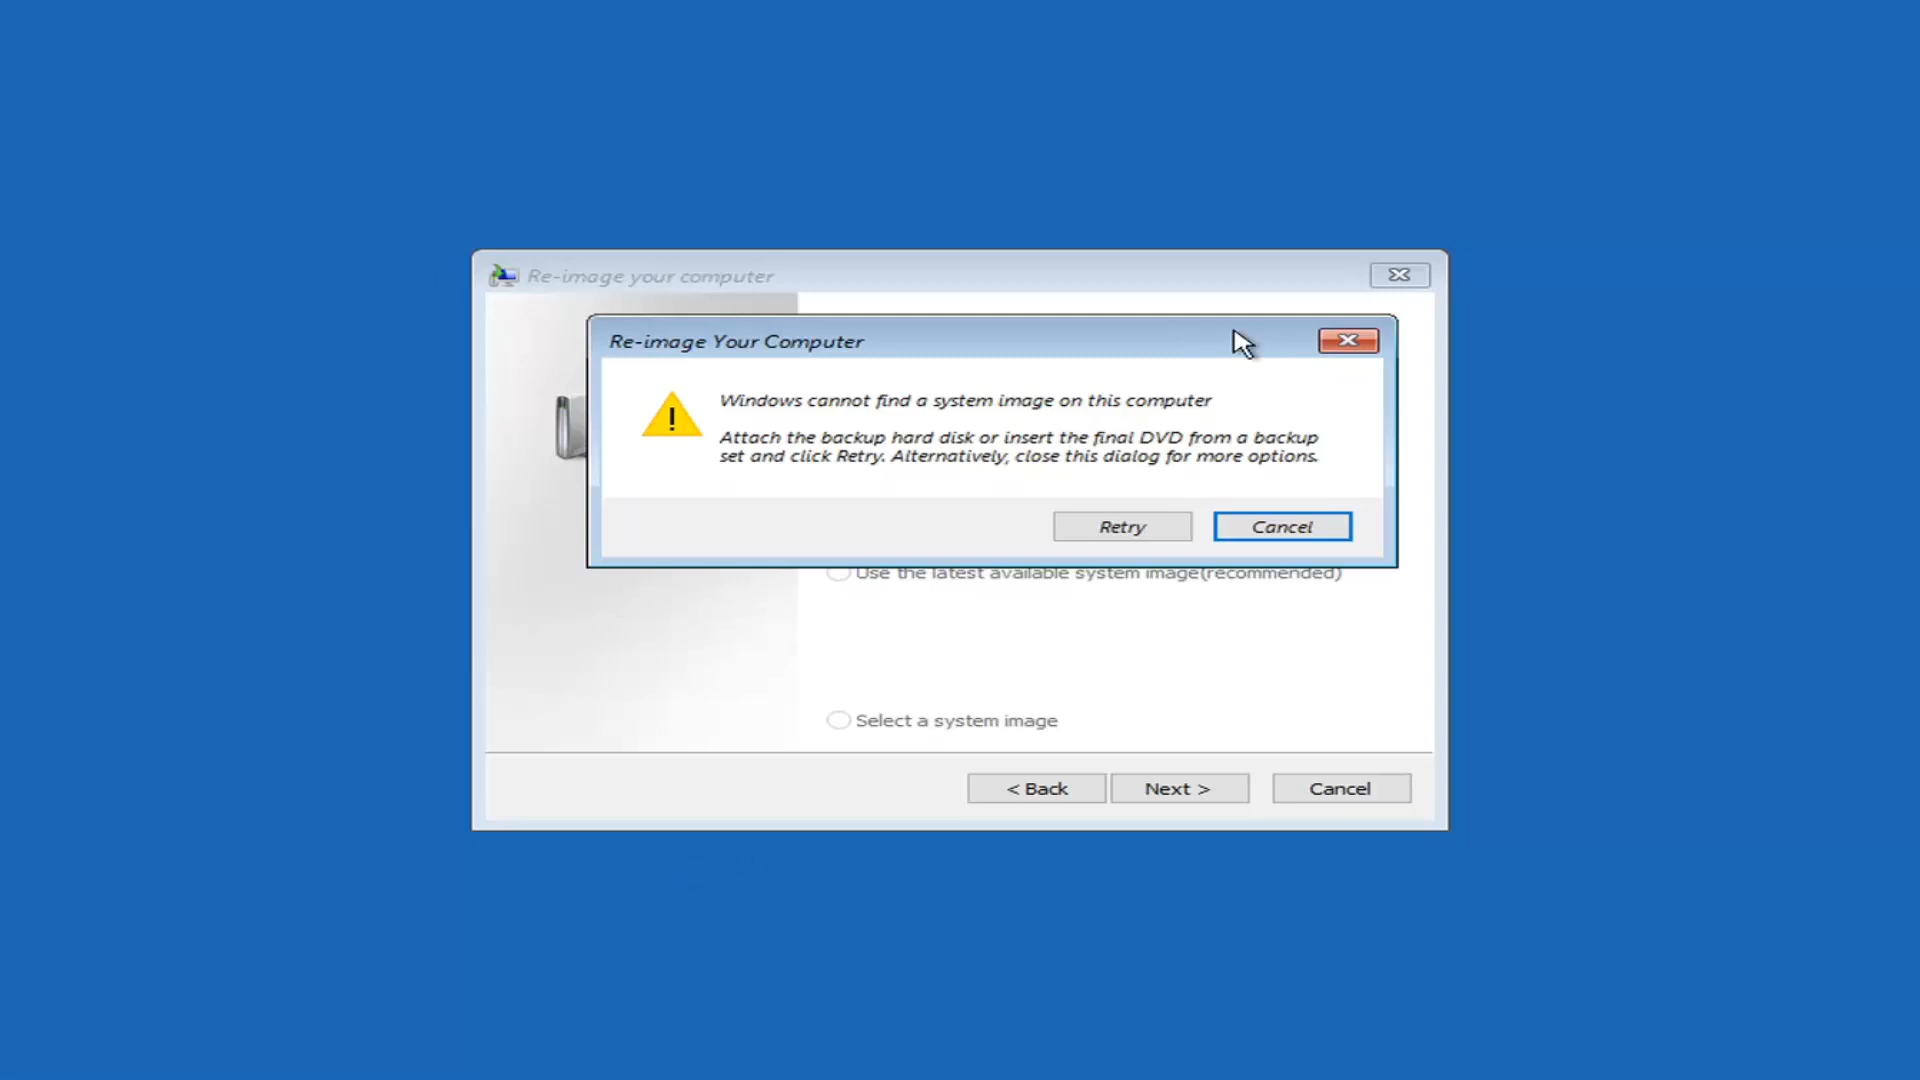 Re-image your computer
Re-image Your Computer
Windows cannot find a system image on this computer
Attach the backup hard disk or insert the final DVD from a backup
set and click Retry. Alternatively, close this dialog for more options.
Retry
Cancel
Use the latest available system image(recommended)
Select a system image
< Back
Next >
Cancel